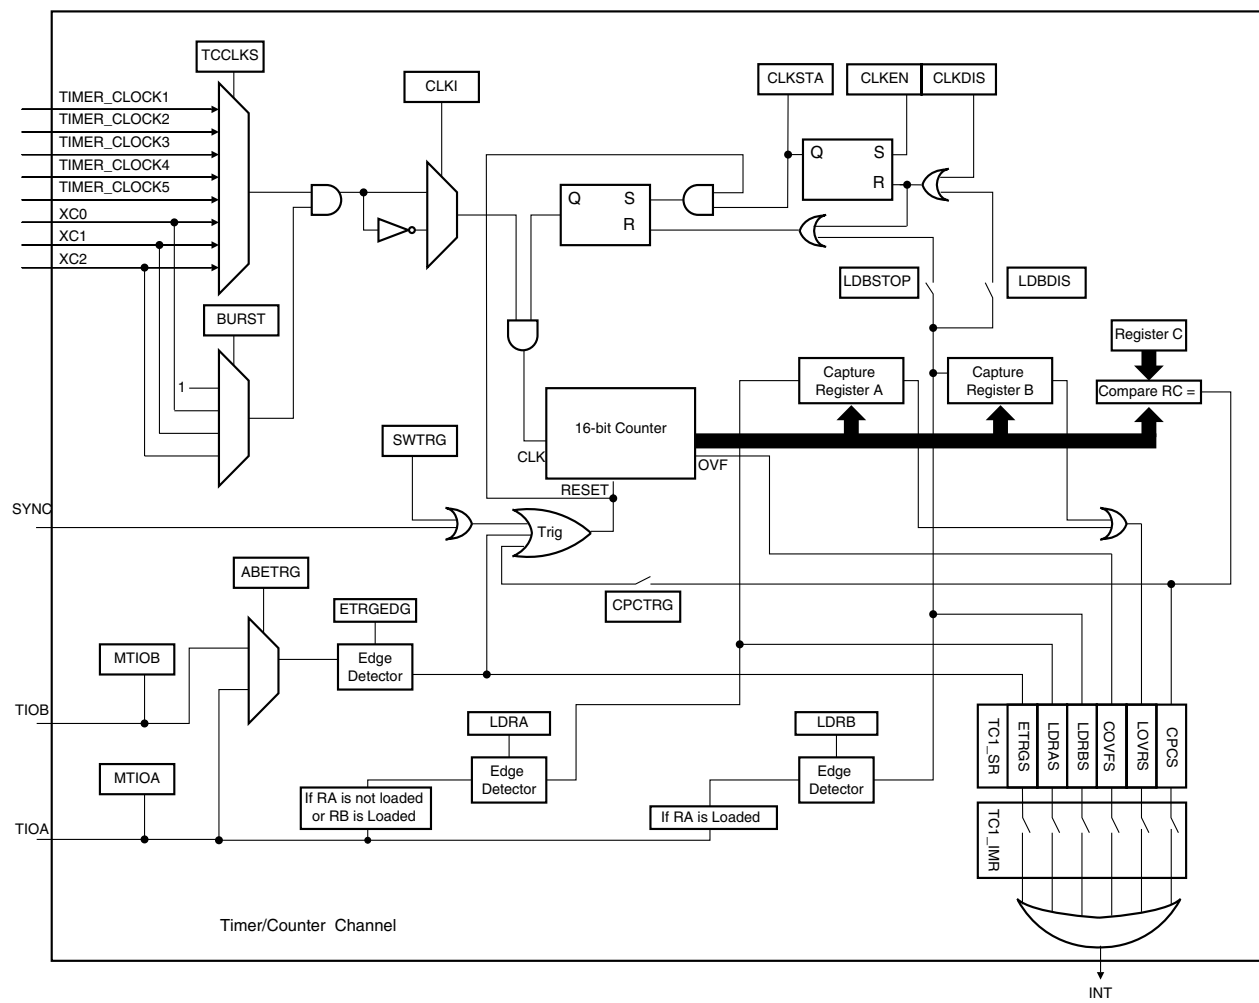 TCCLKS
CLKI
CLKSTA
CLKEN
CLKDIS
TIMER_CLOCK1
TIMER_CLOCK2
TIMER_CLOCK3
TIMER_CLOCK4
TIMER_CLOCK5
XC0
XC1
XC2
Q
S
R
Q
S
R
LDBSTOP
LDBDIS
BURST
1
Register C
Capture
Register A
Capture
Register B
Compare RC =
16-bit Counter
CLK
OVF
RESET
SWTRG
SYNC
Trig
ABETRG
ETRGEDG
CPCTRG
MTIOB
Edge
Detector
TIOB
LDRA
LDRB
MTIOA
Edge
Detector
Edge
Detector
If RA is not loaded
or RB is Loaded
If RA is Loaded
TIOA
TC1_SR
ETRGS
LDRAS
LDRBS
COVFS
LOVRS
CPCS
TC1_IMR
Timer/Counter Channel
INT